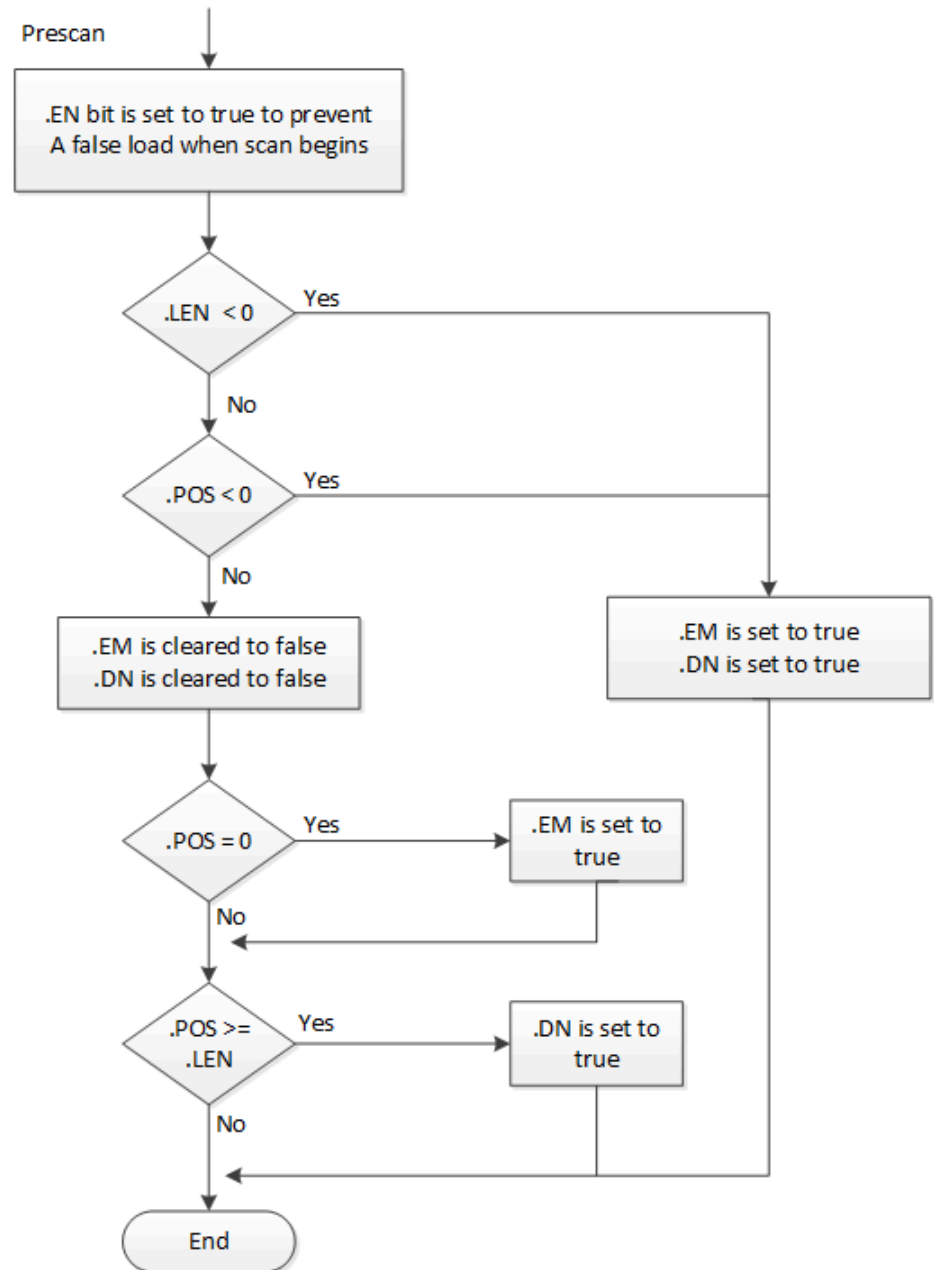 Prescan
.EN bit is set to true to prevent
A false load when scan begins
.LEN < 0
Yes
No
.POS < 0
Yes
No
.EM is cleared to false
.DN is cleared to false
.EM is set to true
.DN is set to true
.POS = 0
Yes
.EM is set to
true
No
.POS >=
.LEN
Yes
.DN is set to
true
No
End